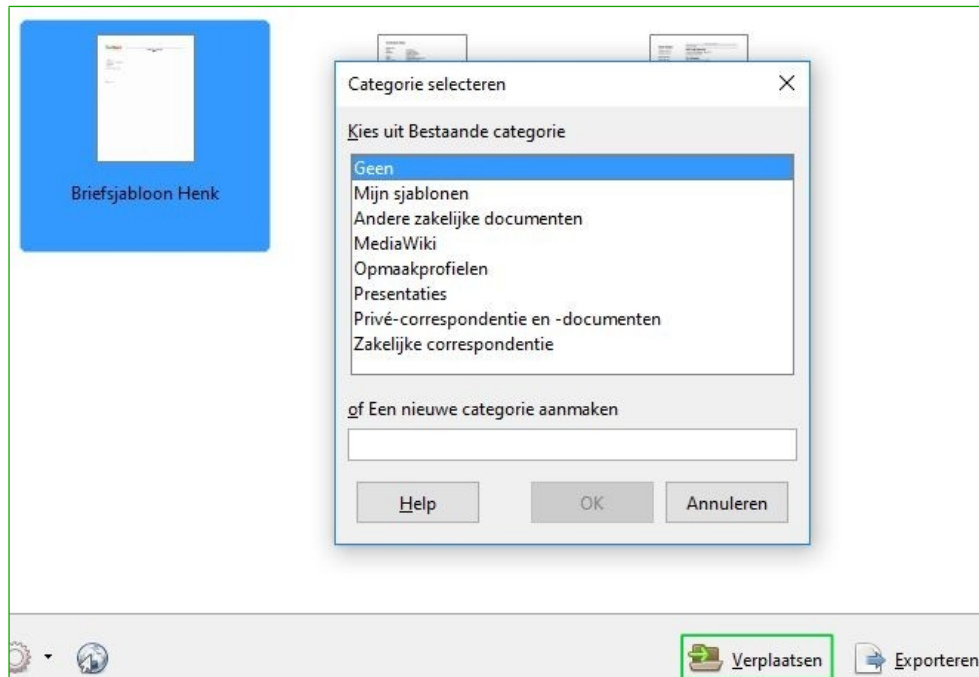 Categorie selecteren
Kies uit Bestaande categorie
Geen
Mijn sjablonen
Andere zakelijke documenten
MediaWiki
Opmaakprofielen
Presentaties
Privé-correspondentie en -documenten
Zakelijke correspondentie
of Een nieuwe categorie aanmaken
Help
OK
Annuleren
Briefsjabloon Henk
Verplaatsen
Exporteren